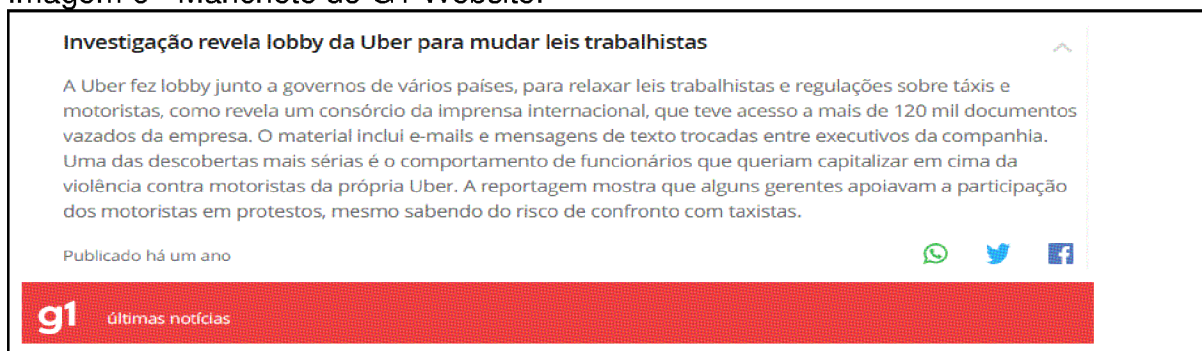 Investigação revela lobby da Uber para mudar leis trabalhistas
A Uber fez lobby junto a governos de vários países, para relaxar leis trabalhistas e regulações sobre táxis e
motoristas, como revela um consórcio da imprensa internacional, que teve acesso a mais de 120 mil documentos
vazados da empresa. O material inclui e-mails e mensagens de texto trocadas entre executivos da companhia.
Uma das descobertas mais sérias é o comportamento de funcionários que queriam capitalizar em cima da
violência contra motoristas da própria Uber. A reportagem mostra que alguns gerentes apoiavam a participação
dos motoristas em protestos, mesmo sabendo do risco de confronto com taxistas.
Publicado há um ano
g1 últimas notícias